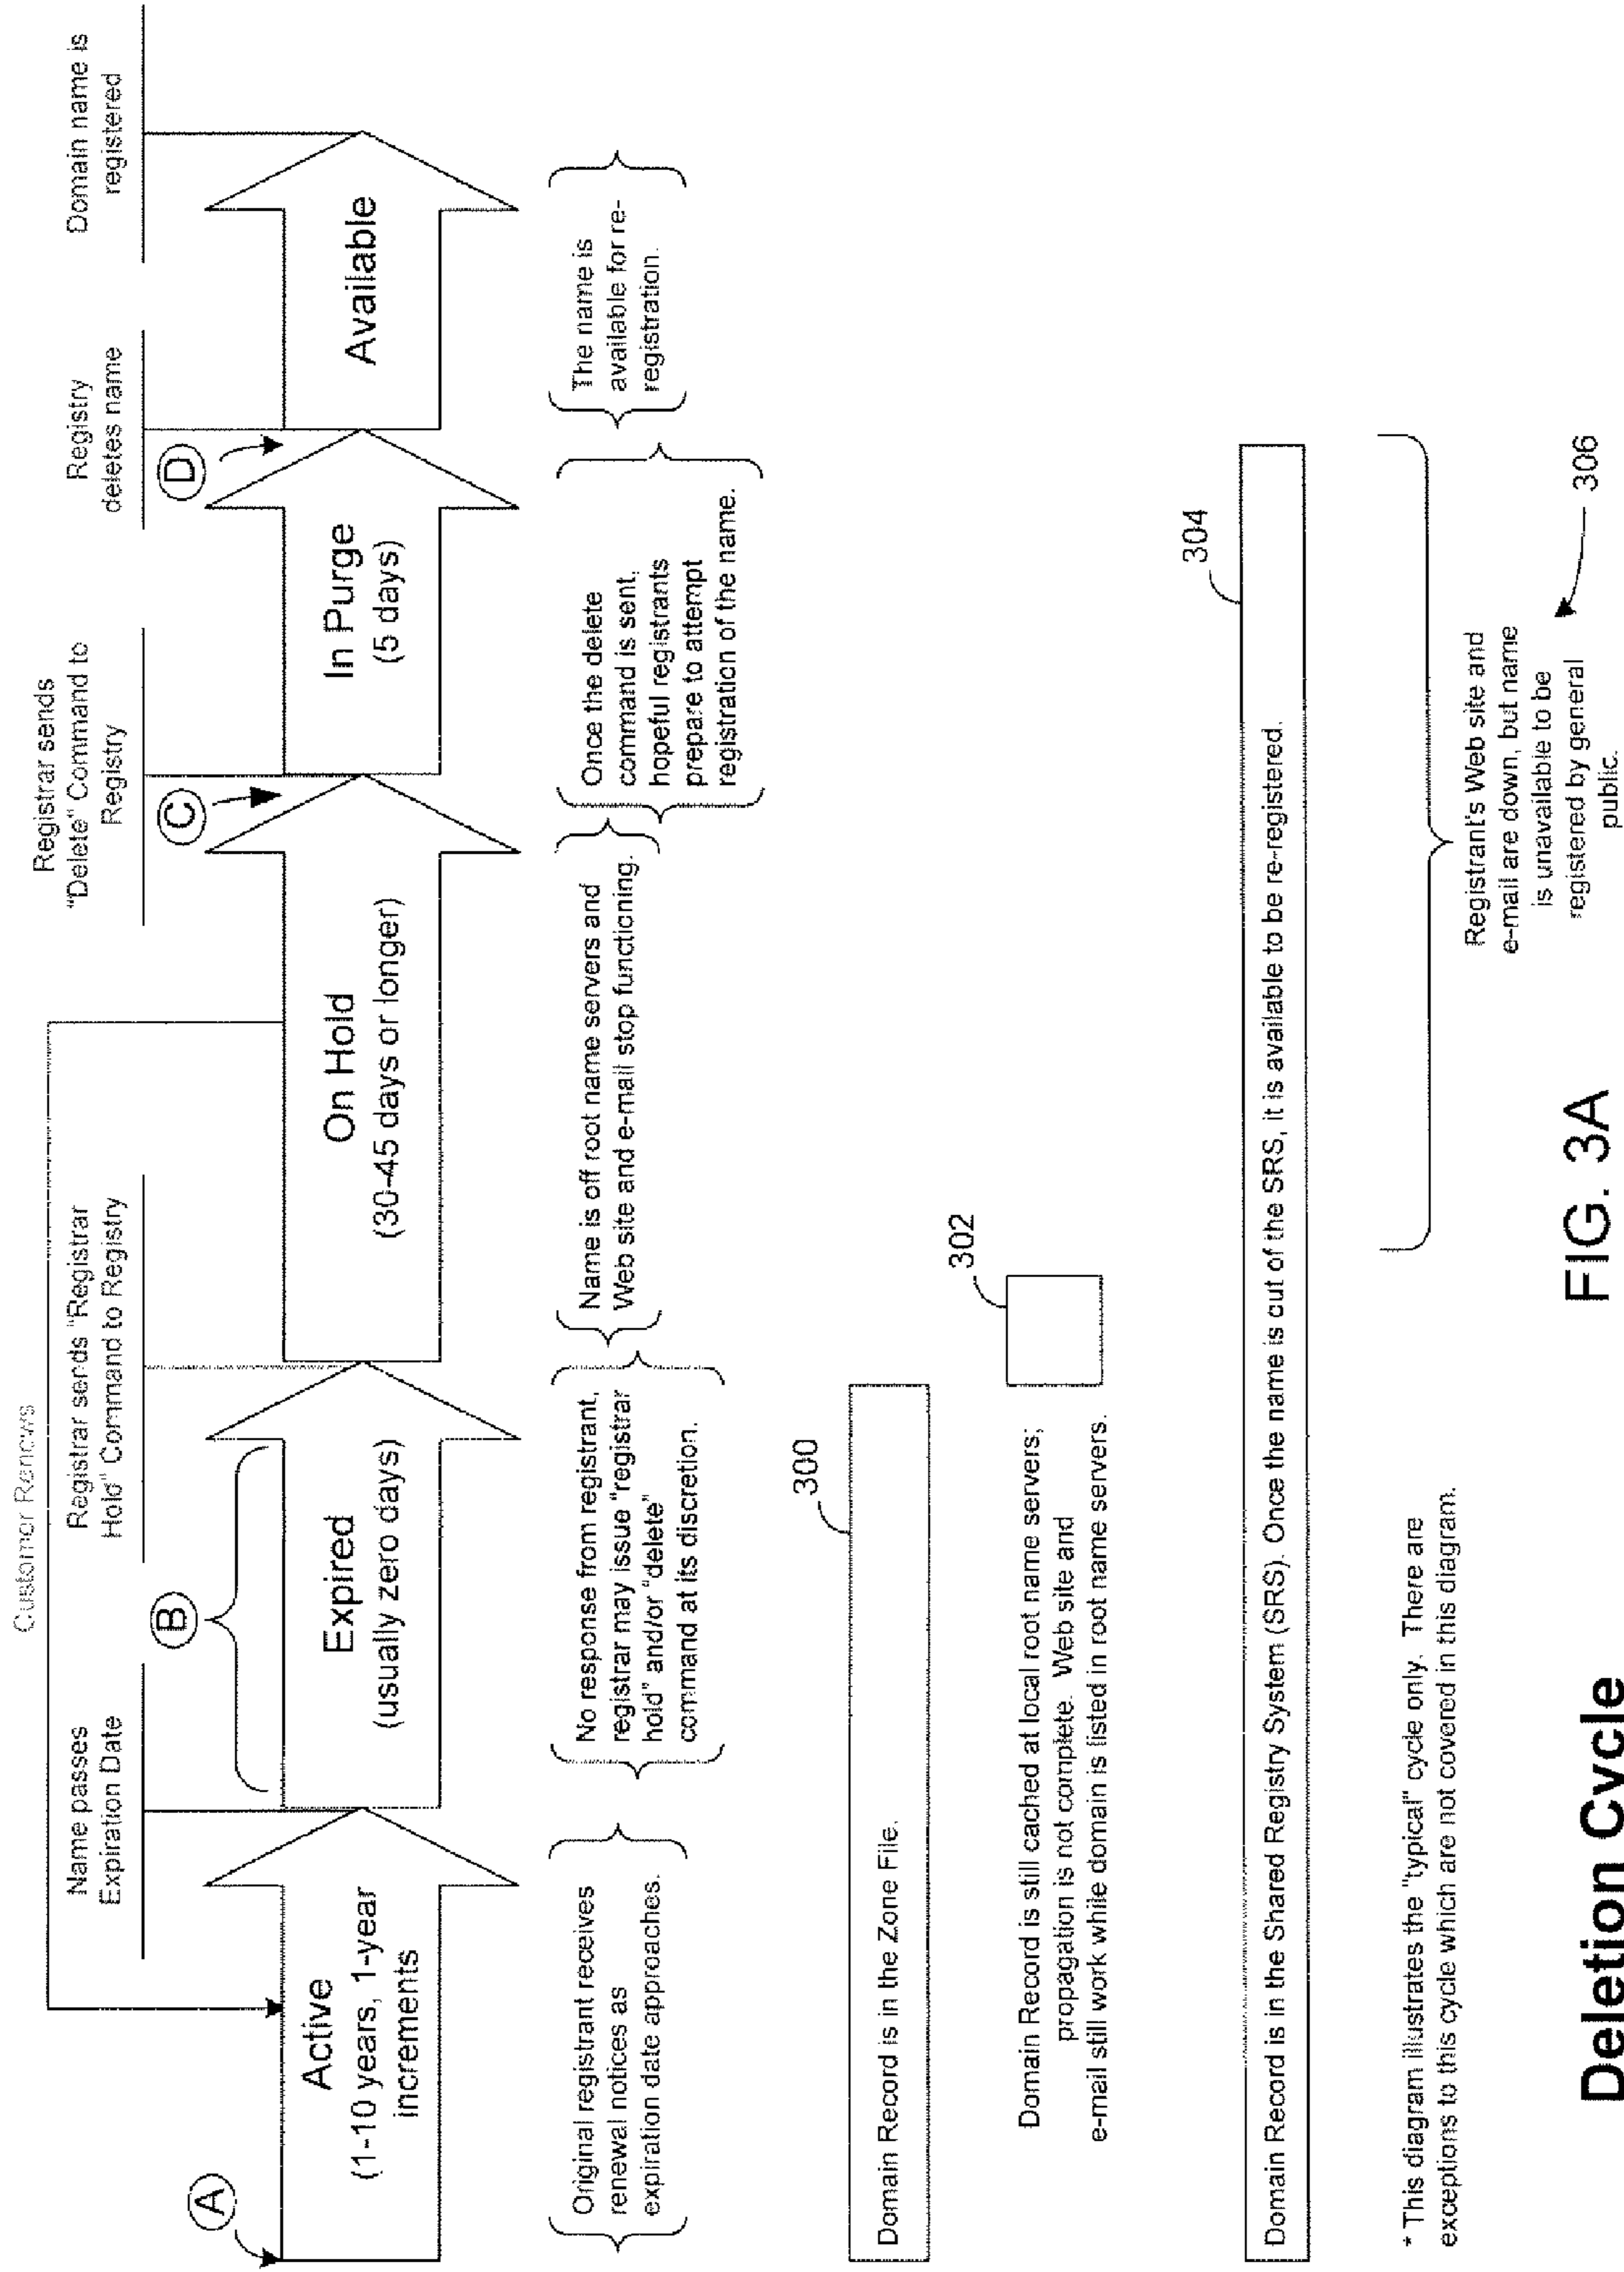 Customer Renews
Name passes
Expiration Date
Registrar sends "Registrar
Hold" Command to Registry
Registrar sends
"Delete" Command to
Registry
Registry
deletes name
Domain name is
registered
A
B
C
D
Active
(1-10 years, 1-year
increments
Expired
(usually zero days)
On Hold
(30-45 days or longer)
In Purge
(5 days)
Available
Original registrant receives
renewal notices as
expiration date approaches.
No response from registrant,
registrar may issue "registrar
hold" and/or "delete"
command at its discretion.
Name is off root name servers and
Web site and e-mail stop functioning.
Once the delete
command is sent,
hopeful registrants
prepare to attempt
registration of the name.
The name is
available for re-
registration.
300
Domain Record is in the Zone File.
302
Domain Record is still cached at local root name servers;
propagation is not complete. Web site and
e-mail still work while domain is listed in root name servers.
304
Domain Record is in the Shared Registry System (SRS). Once the name is out of the SRS, it is available to be re-registered.
Registrant's Web site and
e-mail are down, but name
is unavailable to be
registered by general
public.
306
* This diagram illustrates the "typical" cycle only. There are
exceptions to this cycle which are not covered in this diagram.
Deletion Cycle
FIG. 3A